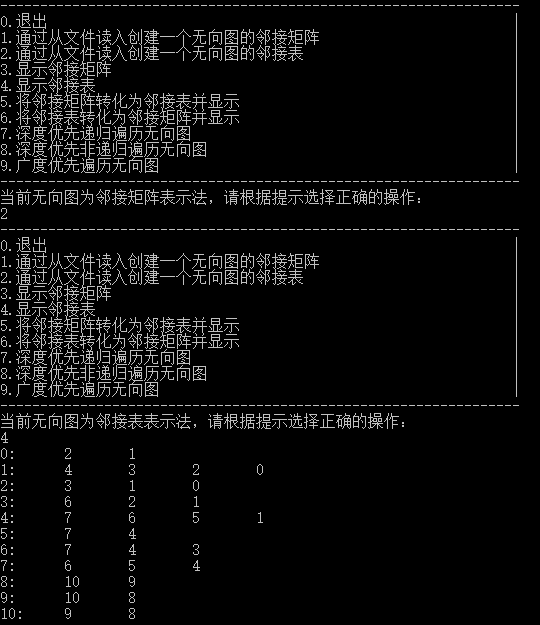 0.退出
1.通过从文件读入创建一个无向图的邻接矩阵
2.通过从文件读入创建一个无向图的邻接表
3.显示邻接矩阵
4.显示邻接表
5.将邻接矩阵转化为邻接表并显示
6.将邻接表转化为邻接矩阵并显示
7.深度优先递归遍历无向图
8.深度优先非递归遍历无向图
9.广度优先遍历无向图
当前无向图为邻接矩阵表示法，请根据提示选择正确的操作：
2
0.退出
1.通过从文件读入创建一个无向图的邻接矩阵
2.通过从文件读入创建一个无向图的邻接表
3.显示邻接矩阵
4.显示邻接表
5.将邻接矩阵转化为邻接表并显示
6.将邻接表转化为邻接矩阵并显示
7.深度优先递归遍历无向图
8.深度优先非递归遍历无向图
9.广度优先遍历无向图
当前无向图为邻接表表示法，请根据提示选择正确的操作：
4
0: 2 1
1: 4 3 2 0
2: 3 1 0
3: 6 2 1
4: 7 6 5 1
5: 7 4
6: 7 4 3
7: 6 5 4
8: 10 9
9: 10 8
10: 9 8